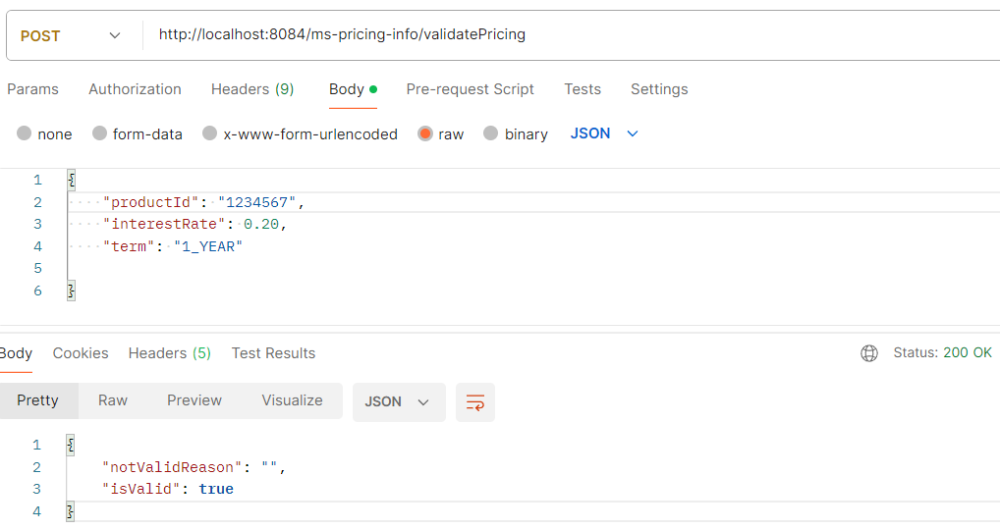 POST http://localhost:8084/ms-pricing-info/validatePricing
Params Authorization Headers (9) Body Pre-request Script Tests Settings
none form-data x-www-form-urlencoded raw binary JSON
1 {
2 "productId": "1234567",
3 "interestRate": 0.20,
4 "term": "1_YEAR"
5
6 }
Body Cookies Headers (5) Test Results Status: 200 OK
Pretty Raw Preview Visualize JSON
1 {
2 "notValidReason": "",
3 "isValid": true
4 }